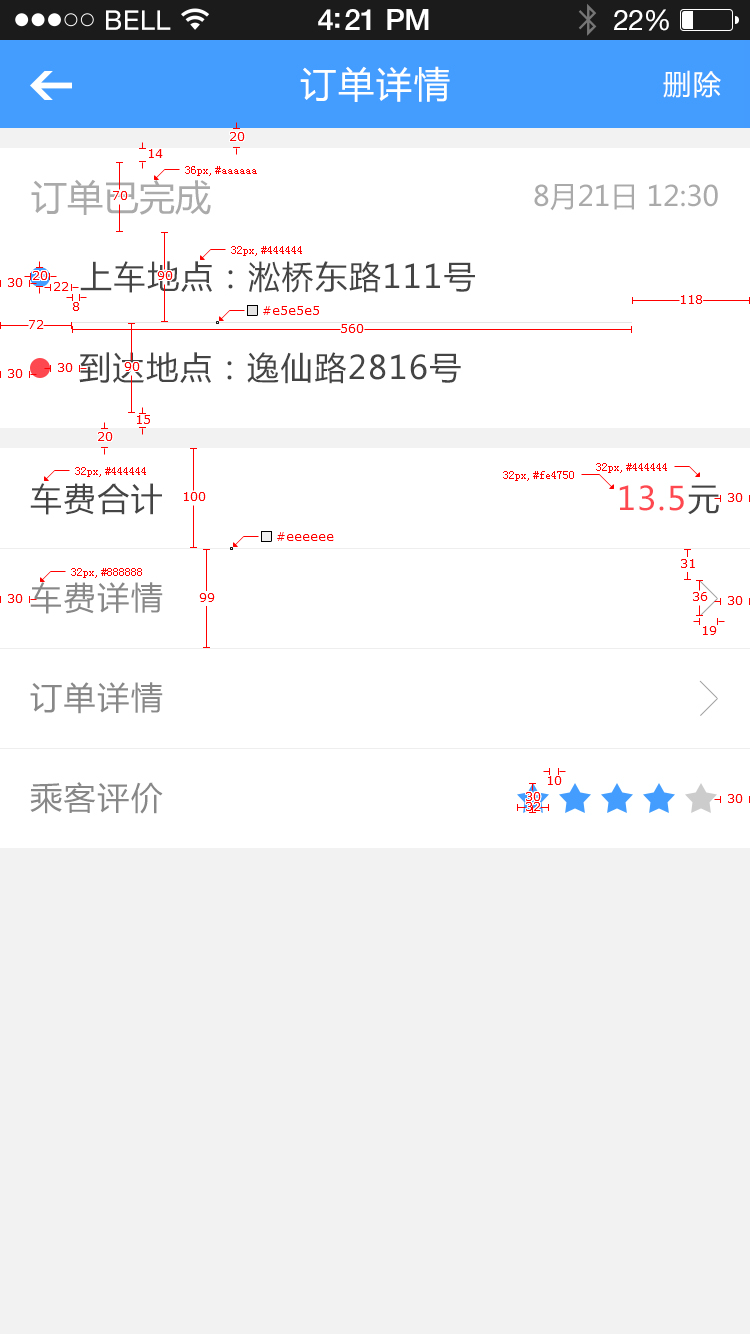 BELL 4:21 PM 22%
订单详情 删除
20
14
36px, #aaaaaa
70
订单已完成 8月21日 12:30
32px, #444444
90
30 20 22 上车地点：淞桥东路111号
8
118
#e5e5e5
72 560
30 30 90 到达地点：逸仙路2816号
15
20
32px, #444444 32px, #fe4750 32px, #444444
车费合计 100 13.5元 30
#eeeeee
31
32px, #888888
30 车费详情 99 36 30
19
订单详情
10
乘客评价 30 30
32